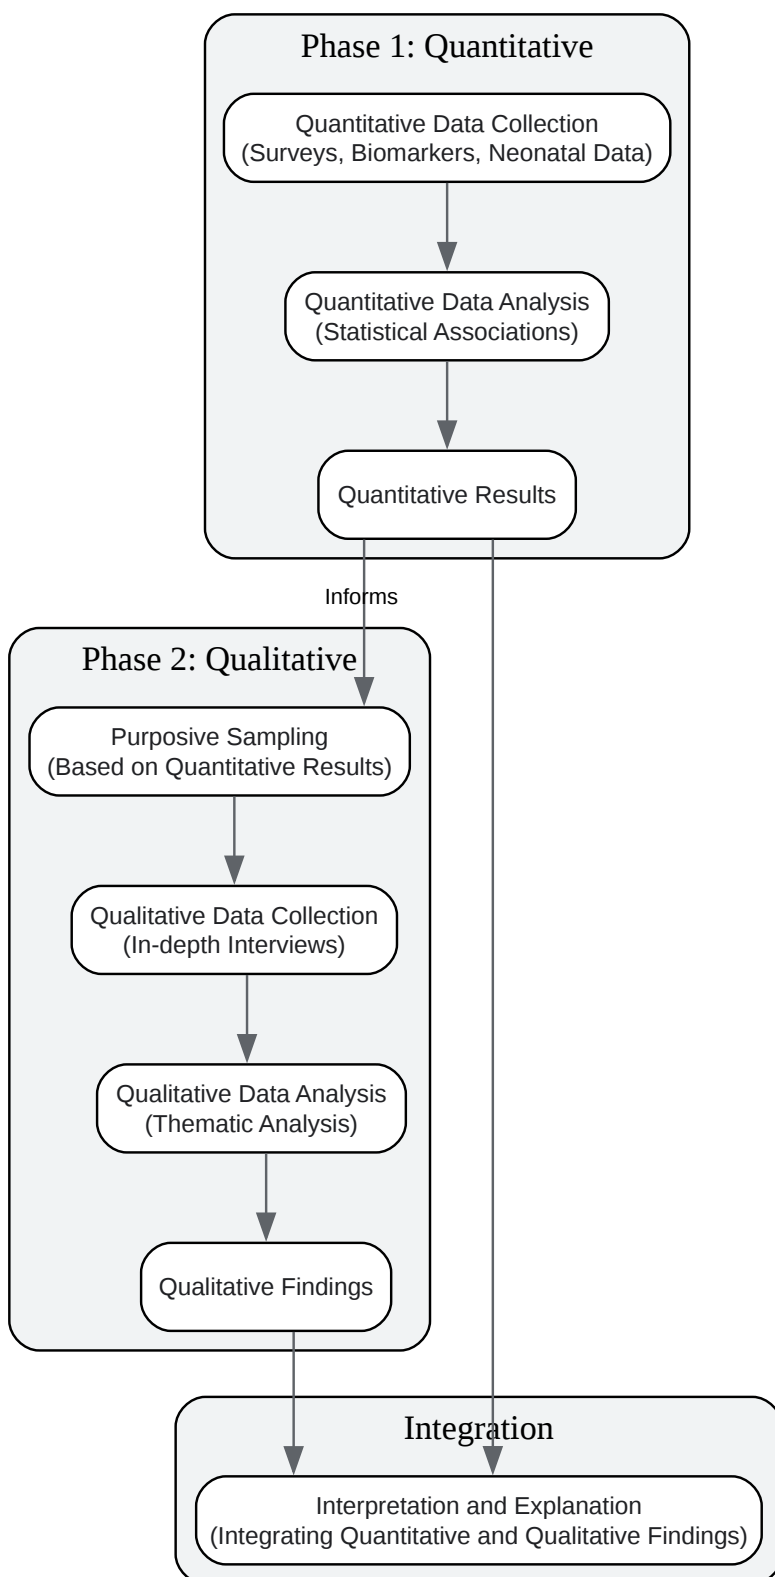 Phase 1: Quantitative
Quantitative Data Collection
(Surveys, Biomarkers, Neonatal Data)
Quantitative Data Analysis
(Statistical Associations)
Quantitative Results
Informs
Phase 2: Qualitative
Purposive Sampling
(Based on Quantitative Results)
Qualitative Data Collection
(In-depth Interviews)
Qualitative Data Analysis
(Thematic Analysis)
Qualitative Findings
Integration
Interpretation and Explanation
(Integrating Quantitative and Qualitative Findings)